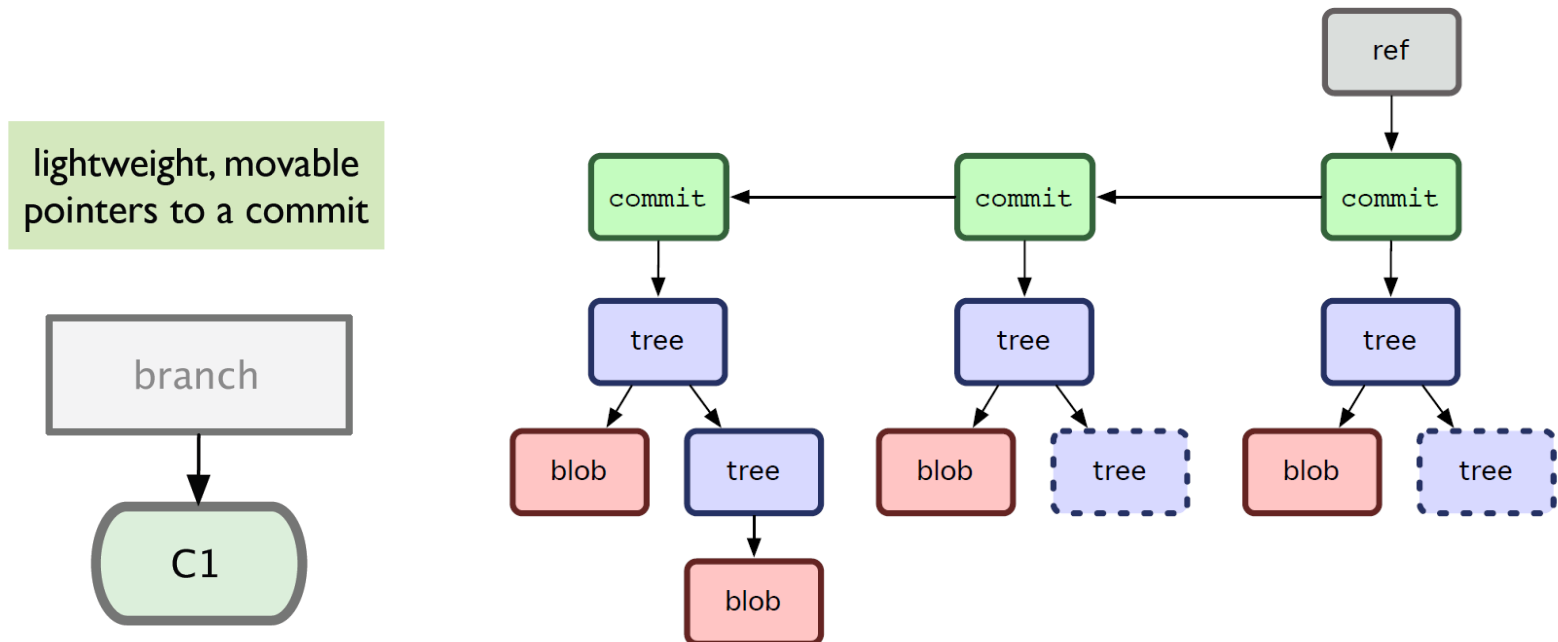 lightweight, movable
pointers to a commit
branch
C1
ref
commit
commit
commit
tree
tree
tree
blob
tree
blob
tree
blob
tree
blob